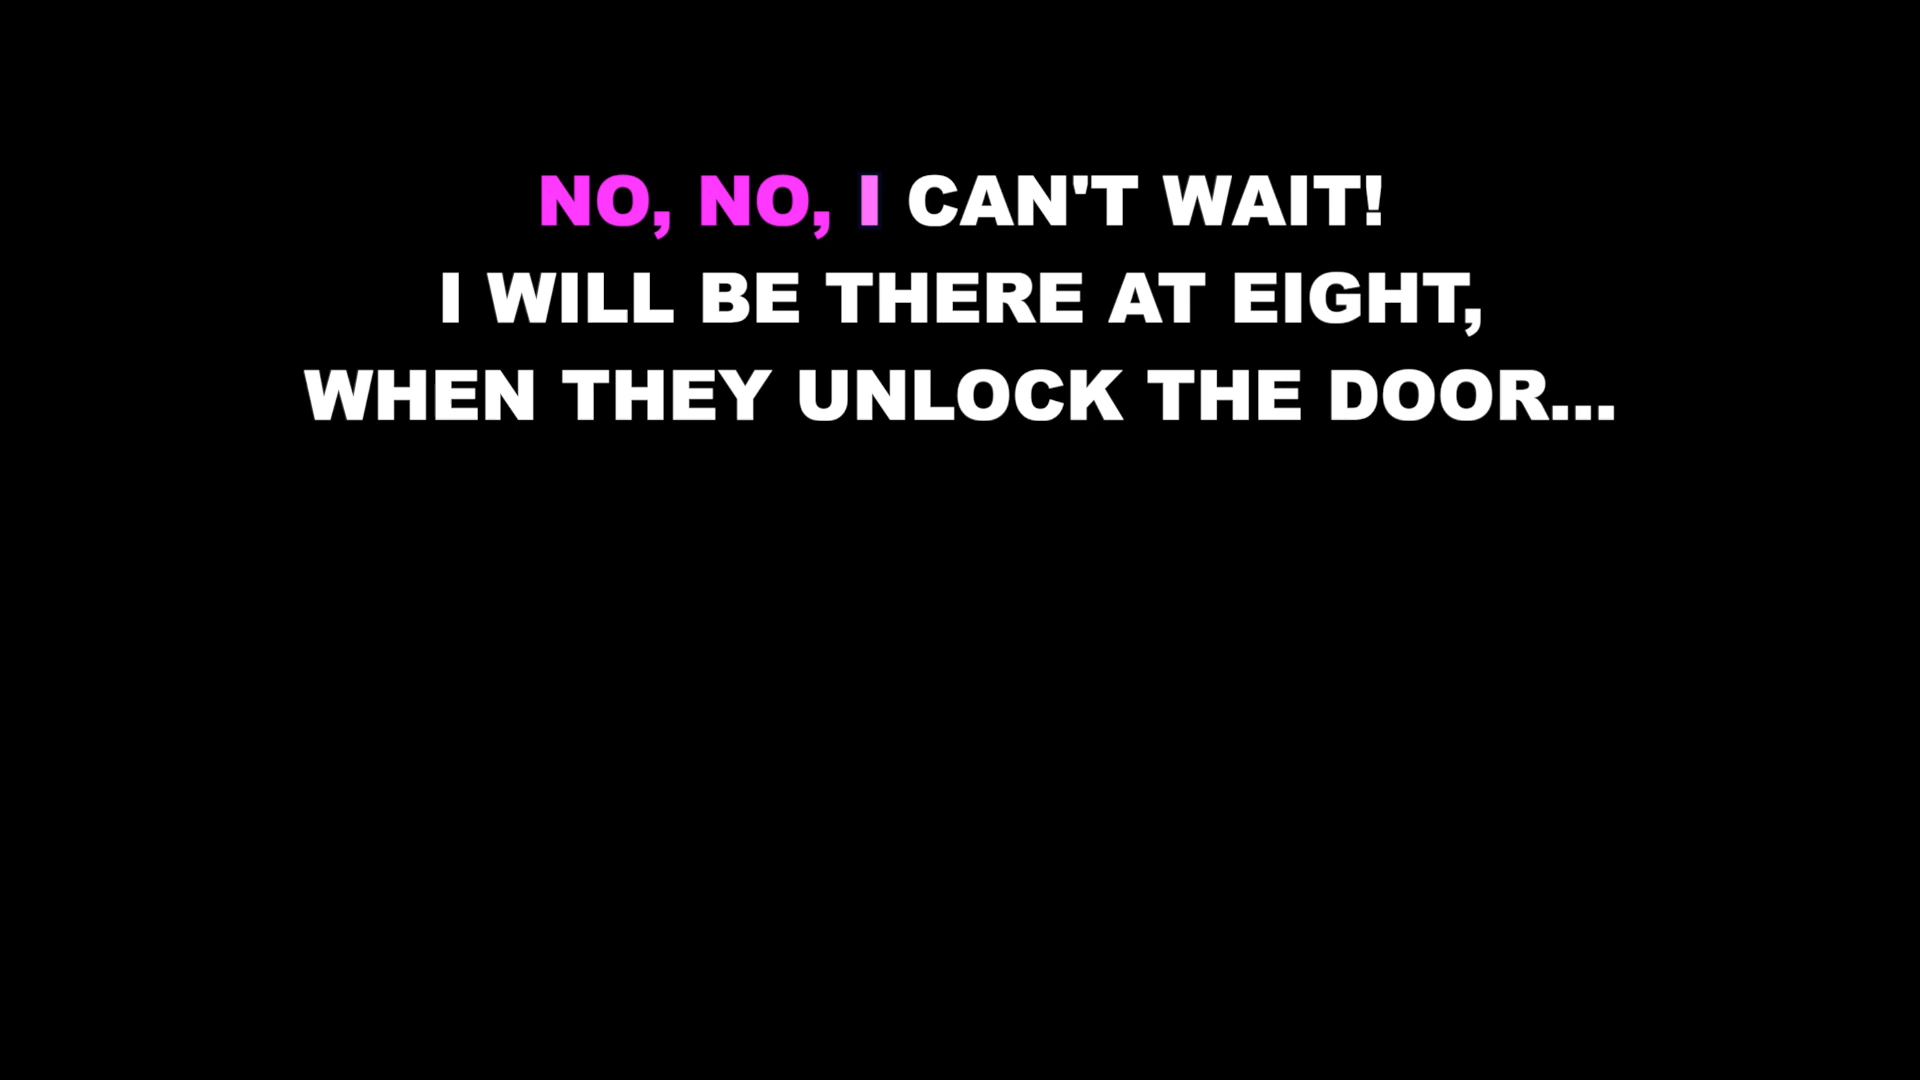 NO, NO, I CAN'T WAIT!
I WILL BE THERE AT EIGHT,
WHEN THEY UNLOCK THE DOOR...